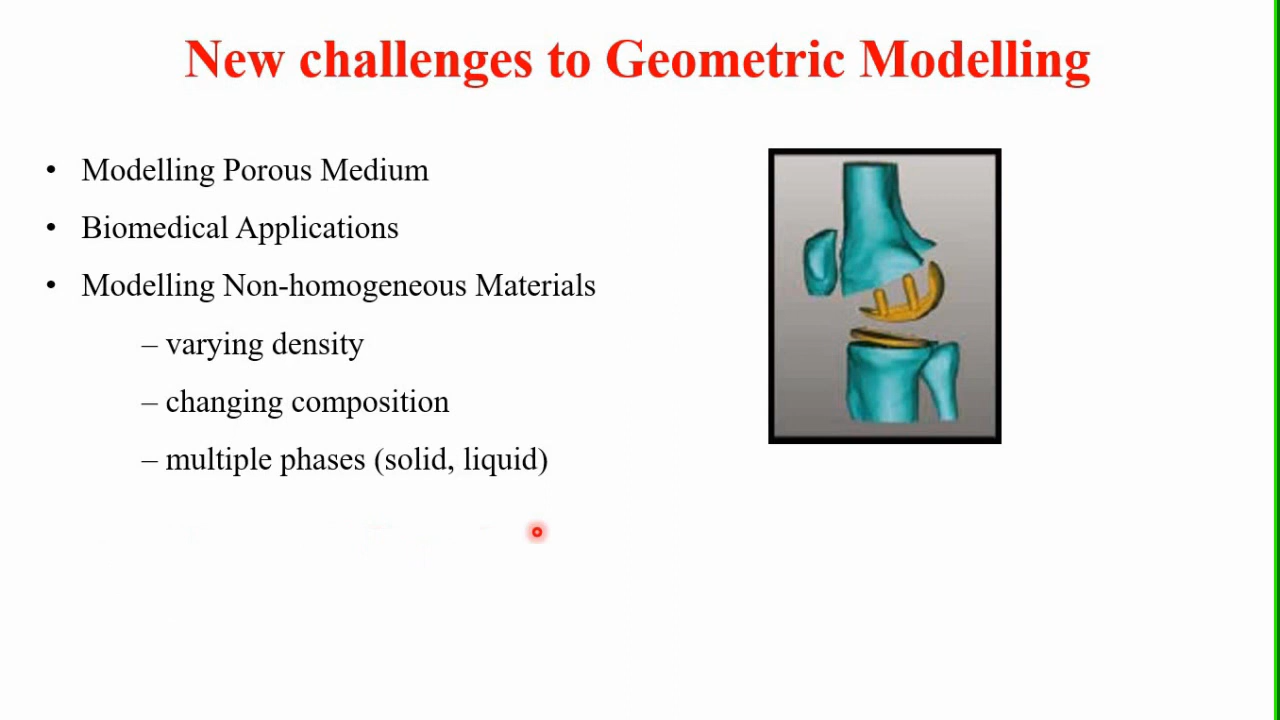 New challenges to Geometric Modelling
• Modelling Porous Medium
• Biomedical Applications
• Modelling Non-homogeneous Materials
– varying density
– changing composition
– multiple phases (solid, liquid)